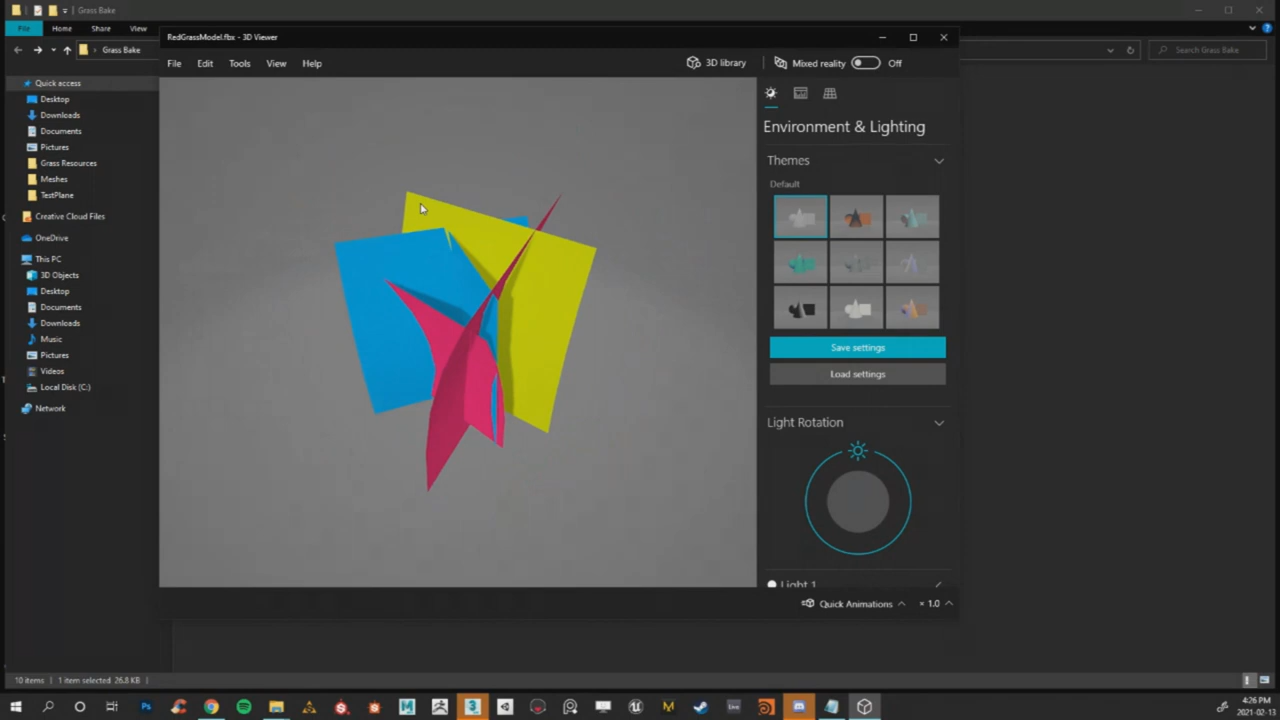 Grass Bake
File Home Share View
Grass Bake
Search Grass Bake
Quick access
Desktop
Downloads
Documents
Pictures
Grass Resources
Meshes
TestPlane
Creative Cloud Files
OneDrive
This PC
3D Objects
Desktop
Documents
Downloads
Music
Pictures
Videos
Local Disk (C:)
Network
10 items 1 item selected 26.8 KB
RedGrassModel.fbx - 3D Viewer
File Edit Tools View Help
3D library
Mixed reality Off
Environment & Lighting
Themes
Default
Save settings
Load settings
Light Rotation
Light 1
Quick Animations × 1.0
4:26 PM
2021-02-13